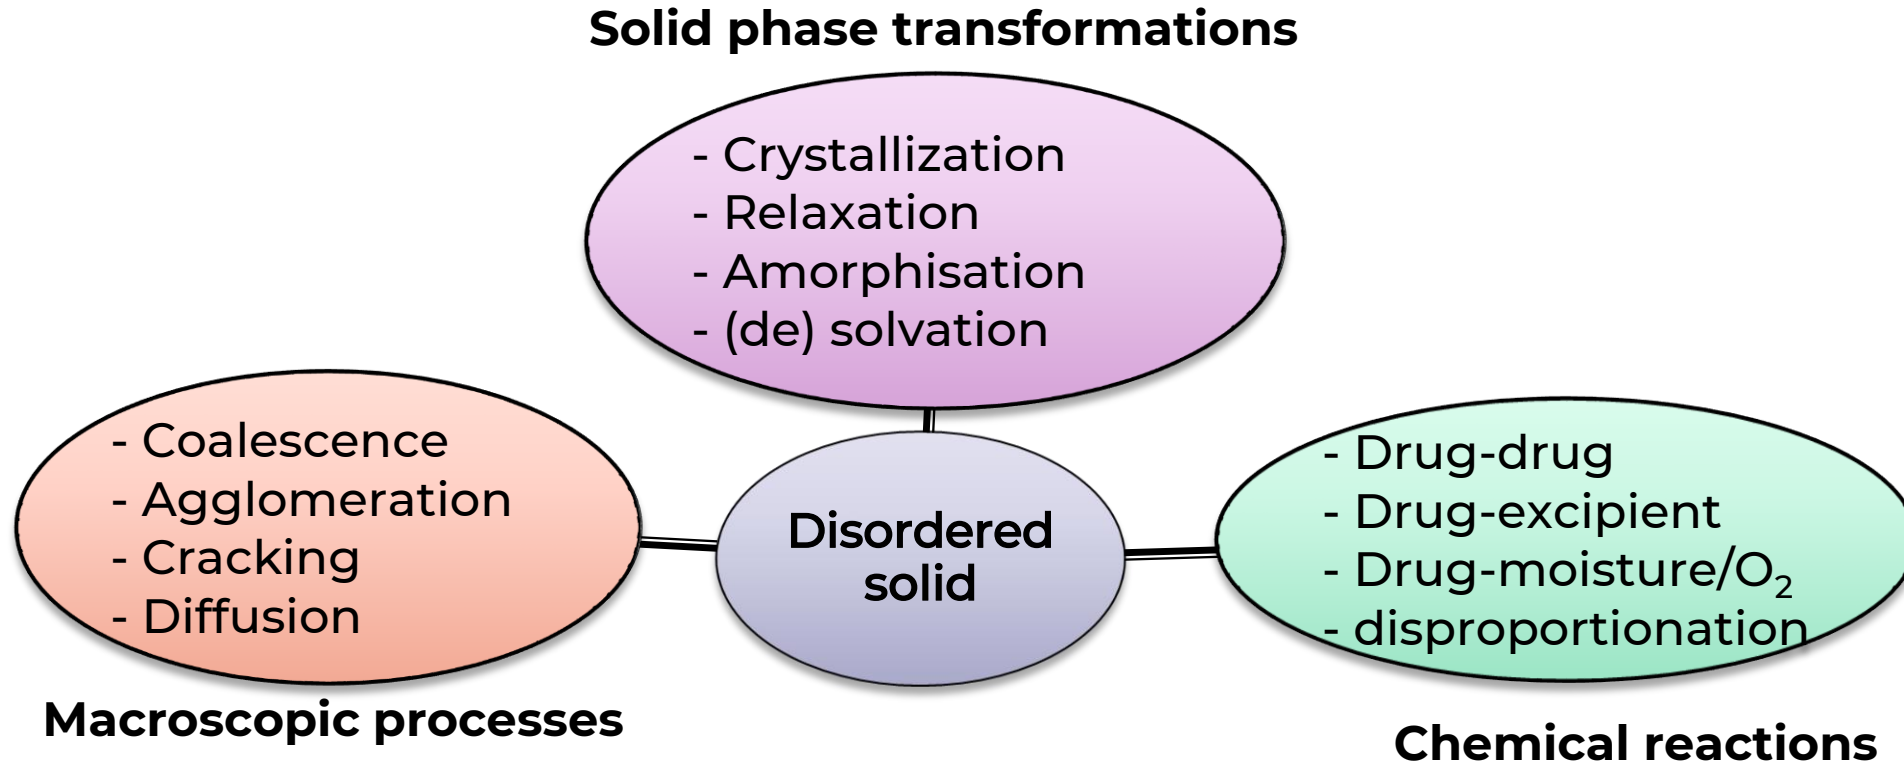 Solid phase transformations
- Crystallization
- Relaxation
- Amorphisation
- (de) solvation
- Coalescence
- Agglomeration
- Cracking
- Diffusion
Macroscopic processes
Disordered
solid
- Drug-drug
- Drug-excipient
- Drug-moisture/O₂
- disproportionation
Chemical reactions